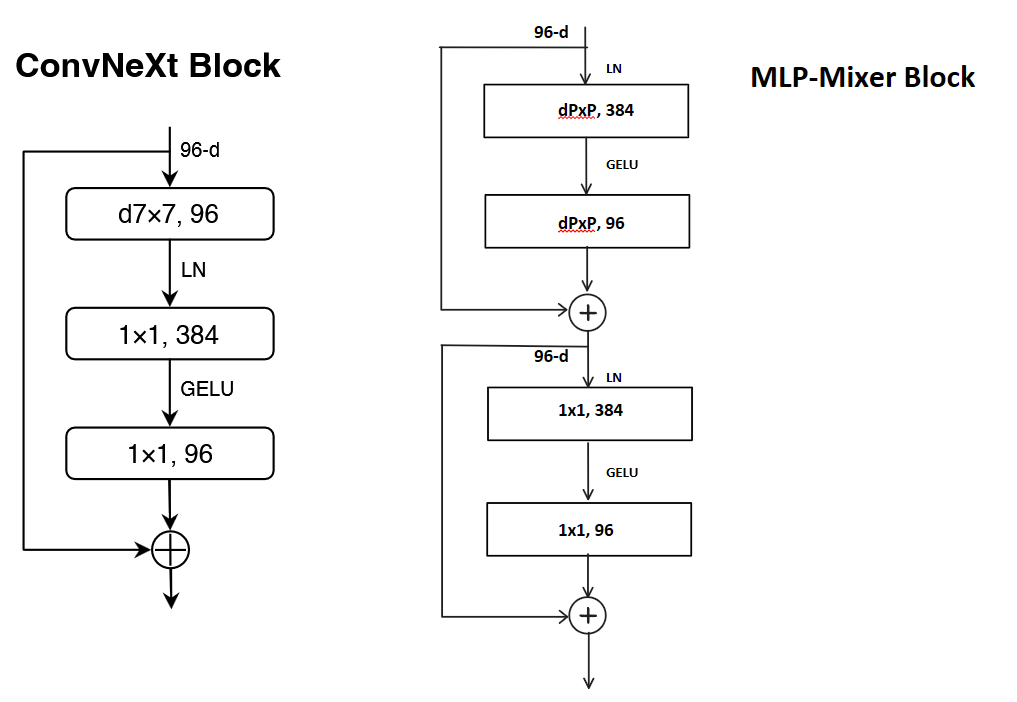 ConvNeXt Block
96-d
d7×7, 96
LN
1×1, 384
GELU
1×1, 96
MLP-Mixer Block
96-d
LN
dPxP, 384
GELU
dPxP, 96
+
96-d
LN
1x1, 384
GELU
1x1, 96
+